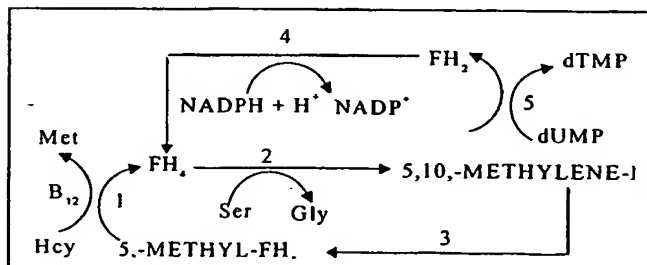 4
FH₂ dTMP
NADPH + H⁺ NADP⁺
5
Met dUMP
FH₄ 2 5,10,-METHYLENE-
B₁₂ 1
Ser Gly
3
Hcy 5,-METHYL-FH.